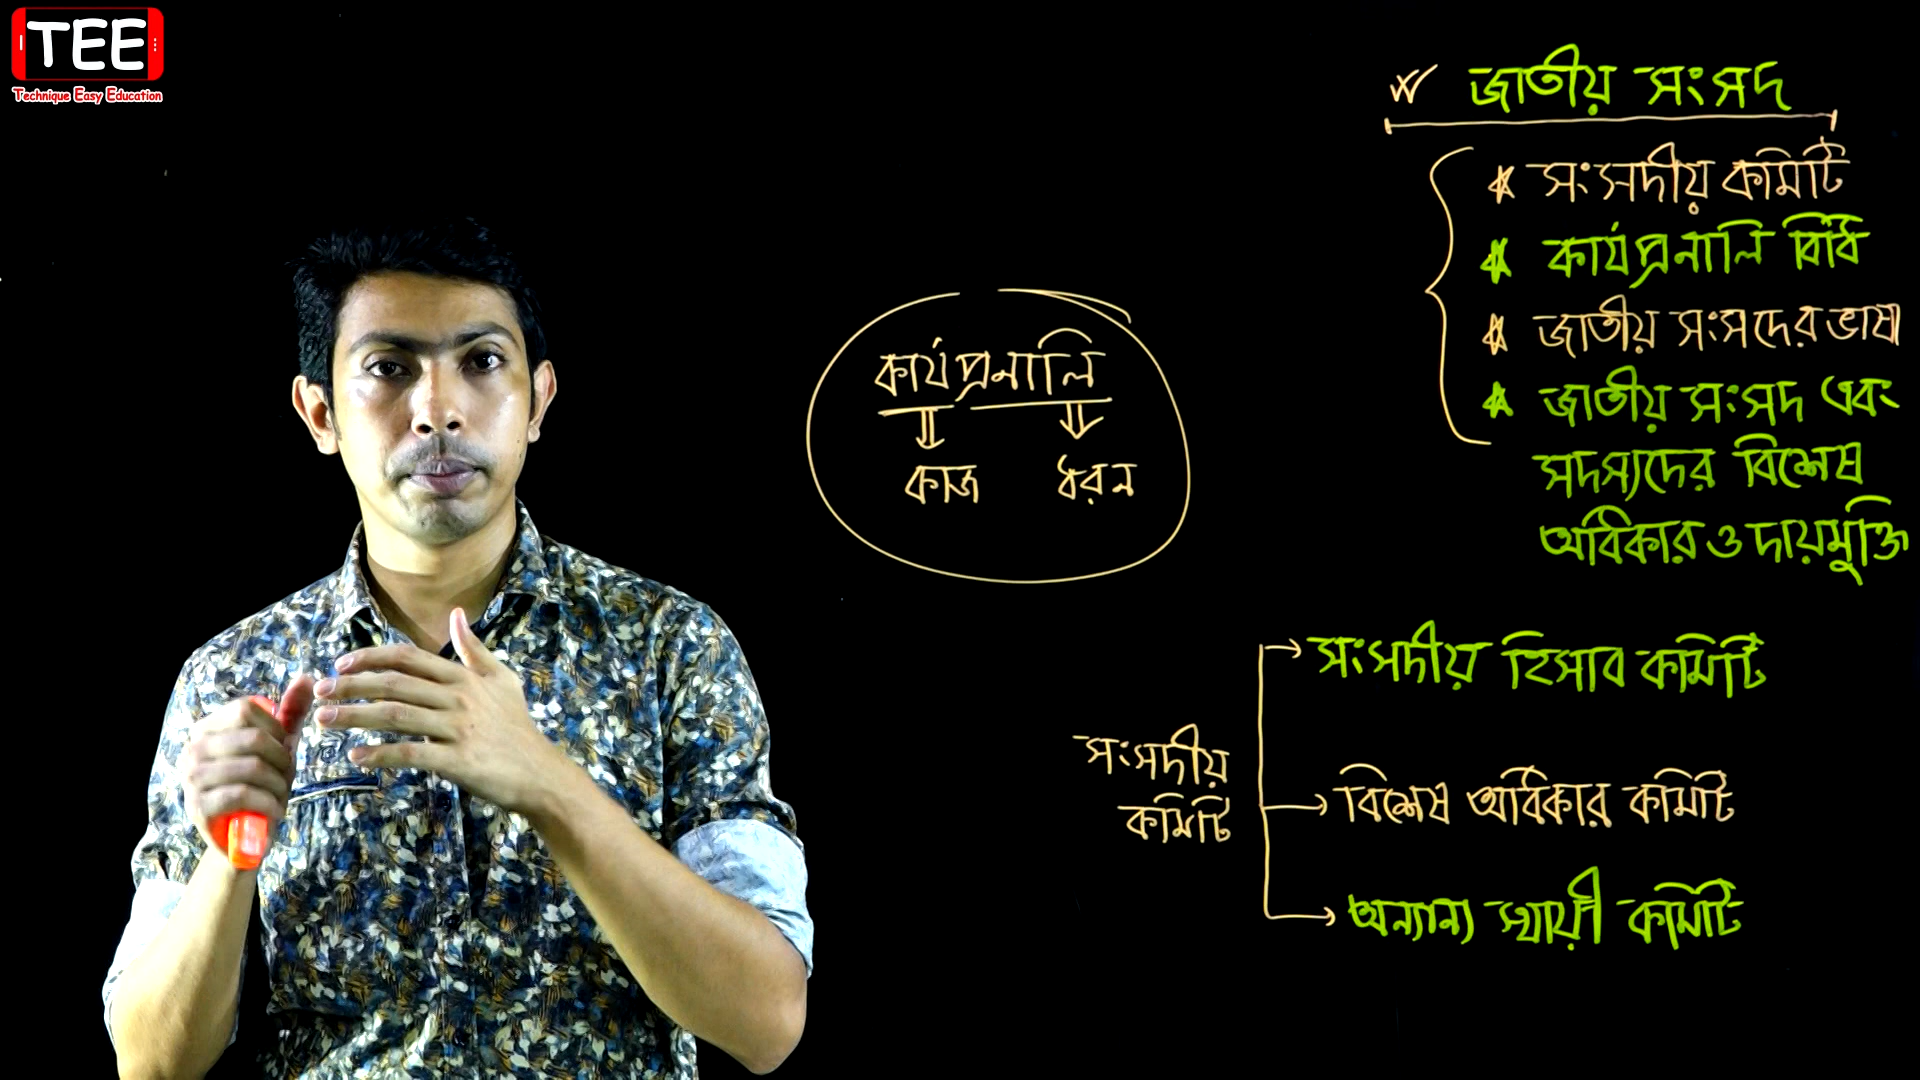 TEE
Technique Easy Education
জাতীয় সংসদ
সংসদীয় কমিটি
কার্যপ্রনালি বিধি
জাতীয় সংসদের ভাষা
জাতীয় সংসদ এবং
সদস্যদের বিশেষ
অধিকার ও দায়মুক্তি
কার্যপ্রনালি
কাজ ধরন
সংসদীয়
কমিটি
সংসদীয় হিসাব কমিটি
বিশেষ অধিকার কমিটি
অন্যান্য স্থায়ী কমিটি